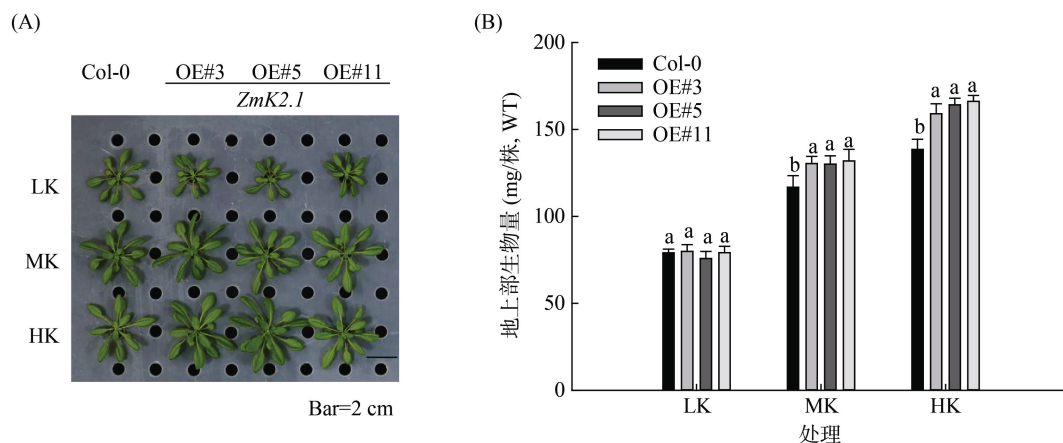 (A)
Col-0 OE#3 OE#5 OE#11
ZmK2.1
LK
MK
HK
Bar=2 cm
(B)
200
150
100
50
0
地上部生物量 (mg/株, WT)
Col-0
OE#3
OE#5
OE#11
a a a a
b a a a
b a a a
LK MK HK
处理